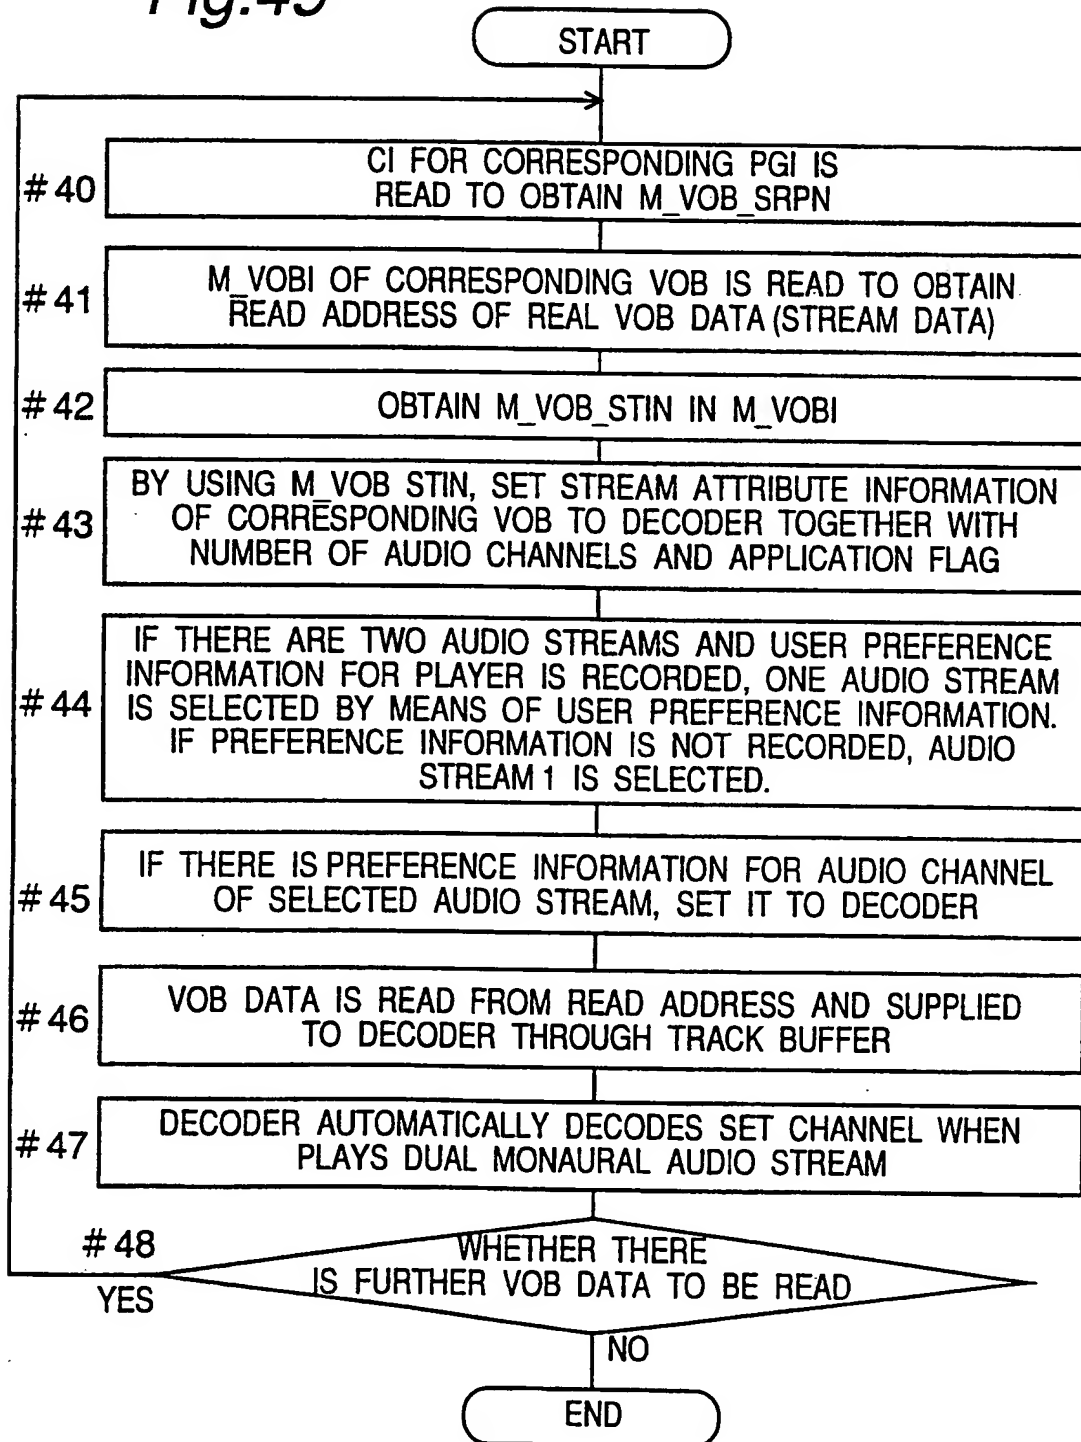 Fig.49
START
#40
CI FOR CORRESPONDING PGI IS
READ TO OBTAIN M_VOB_SRPN
#41
M_VOBI OF CORRESPONDING VOB IS READ TO OBTAIN
READ ADDRESS OF REAL VOB DATA (STREAM DATA)
#42
OBTAIN M_VOB_STIN IN M_VOBI
#43
BY USING M_VOB STIN, SET STREAM ATTRIBUTE INFORMATION
OF CORRESPONDING VOB TO DECODER TOGETHER WITH
NUMBER OF AUDIO CHANNELS AND APPLICATION FLAG
#44
IF THERE ARE TWO AUDIO STREAMS AND USER PREFERENCE
INFORMATION FOR PLAYER IS RECORDED, ONE AUDIO STREAM
IS SELECTED BY MEANS OF USER PREFERENCE INFORMATION.
IF PREFERENCE INFORMATION IS NOT RECORDED, AUDIO
STREAM 1 IS SELECTED.
#45
IF THERE IS PREFERENCE INFORMATION FOR AUDIO CHANNEL
OF SELECTED AUDIO STREAM, SET IT TO DECODER
#46
VOB DATA IS READ FROM READ ADDRESS AND SUPPLIED
TO DECODER THROUGH TRACK BUFFER
#47
DECODER AUTOMATICALLY DECODES SET CHANNEL WHEN
PLAYS DUAL MONAURAL AUDIO STREAM
#48
WHETHER THERE
IS FURTHER VOB DATA TO BE READ
YES
NO
END